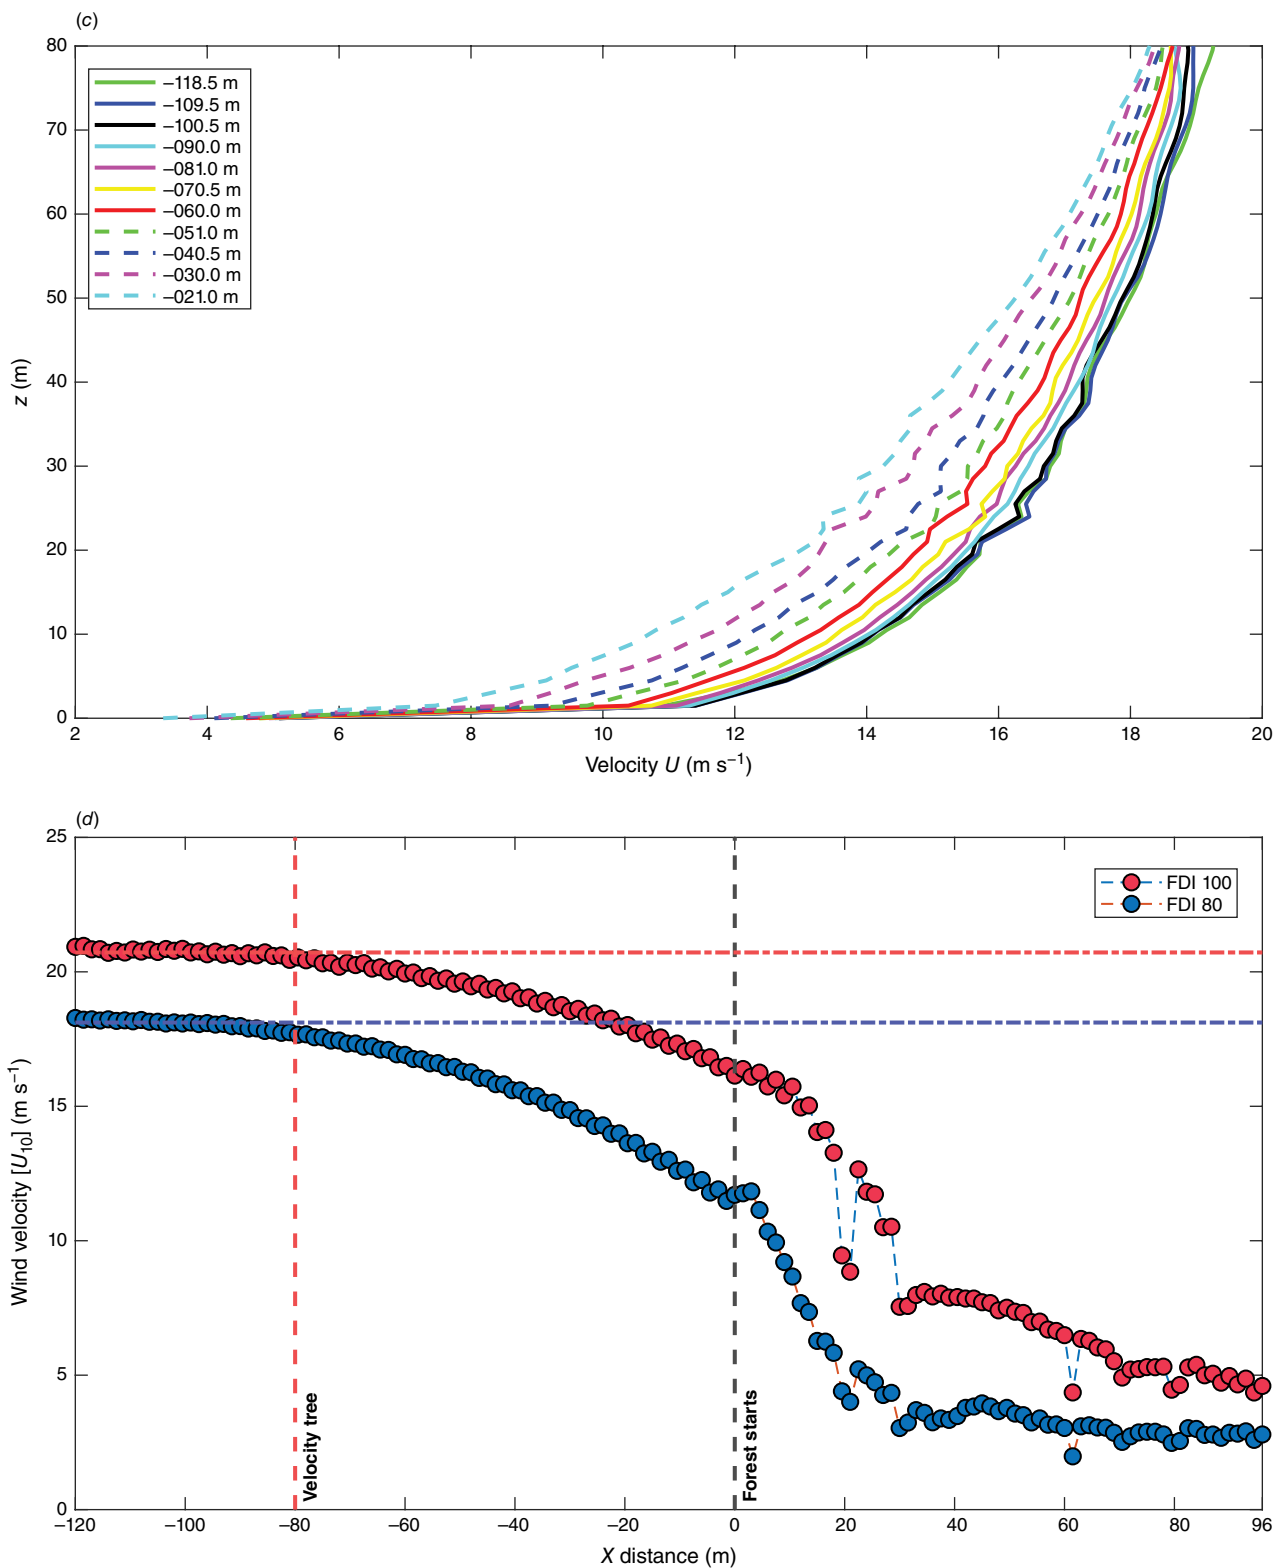 (c)
80
70
60
50
40
30
20
10
0
z (m)
–118.5 m
–109.5 m
–100.5 m
–090.0 m
–081.0 m
–070.5 m
–060.0 m
–051.0 m
–040.5 m
–030.0 m
–021.0 m
2 4 6 8 10 12 14 16 18 20
Velocity U (m s⁻¹)
(d)
25
20
15
10
5
0
Wind velocity [U₁₀] (m s⁻¹)
FDI 100
FDI 80
Velocity tree
Forest starts
–120 –100 –80 –60 –40 –20 0 20 40 60 80 96
X distance (m)